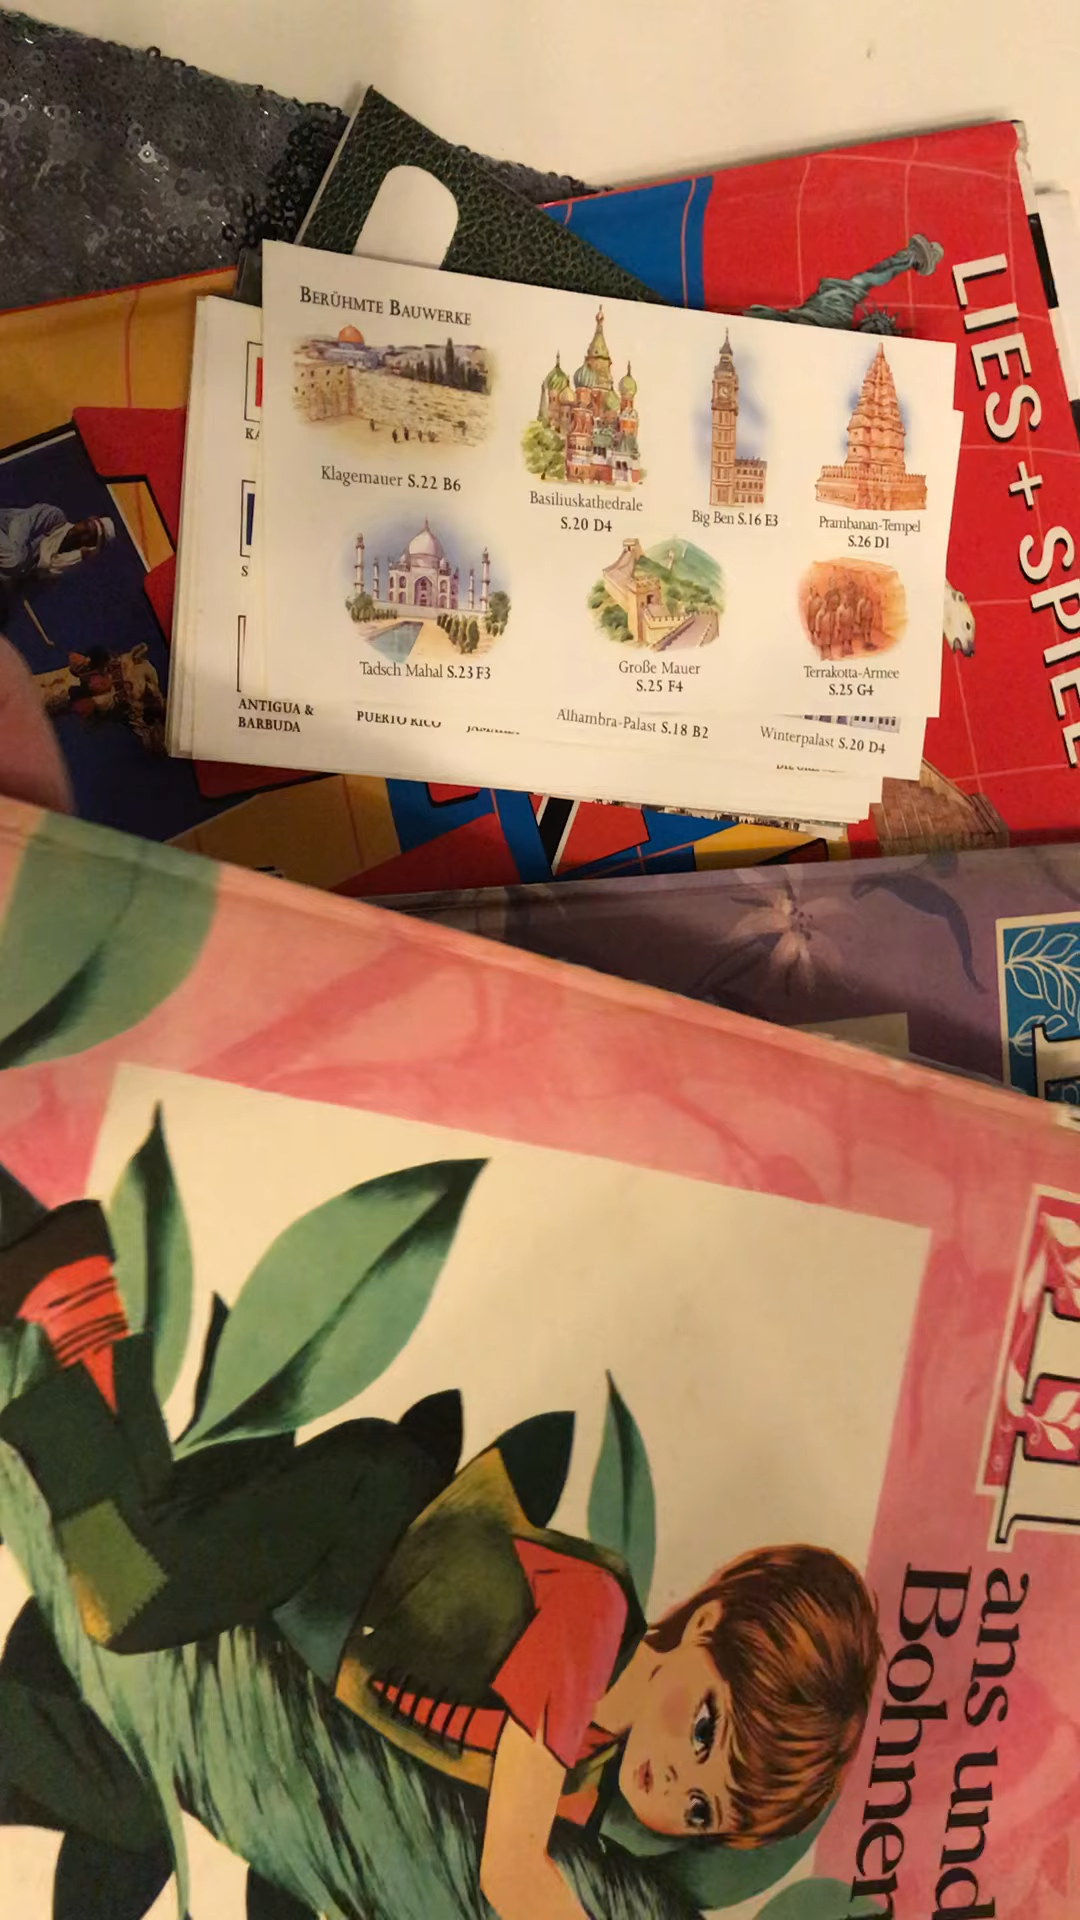 BERÜHMTE BAUWERKE
Klagemauer S.22 B6
Basiliuskathedrale
S.20 D4
Big Ben S.16 E3
Prambanan-Tempel
S.26 D1
Tadsch Mahal S.23 F3
Große Mauer
S.25 F4
Terrakotta-Armee
S.25 G4
ANTIGUA &
BARBUDA
PUERTO RICO
Alhambra-Palast S.18 B2
Winterpalast S.20 D4
LIES + SPIEL
ans und
Bohnen